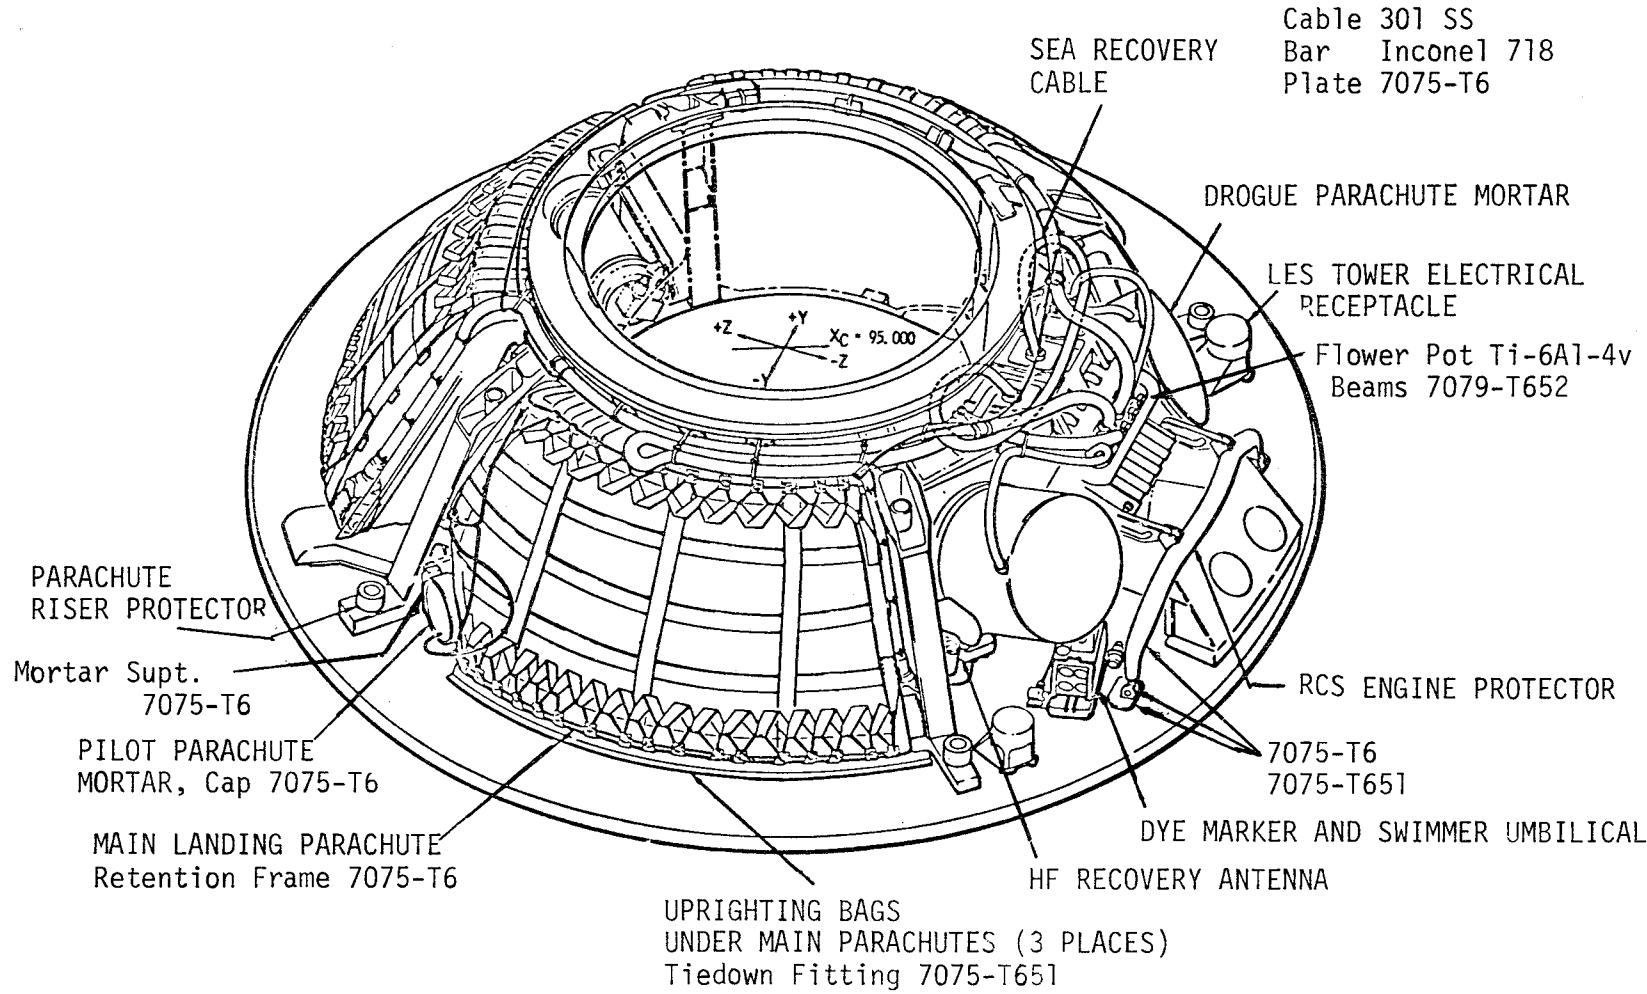 Cable 301 SS
Bar Inconel 718
Plate 7075-T6
SEA RECOVERY
CABLE
DROGUE PARACHUTE MORTAR
LES TOWER ELECTRICAL
RECEPTACLE
Flower Pot Ti-6Al-4v
Beams 7079-T652
+Y
+Z
XC = 95.000
-Z
-Y
PARACHUTE
RISER PROTECTOR
Mortar Supt.
7075-T6
PILOT PARACHUTE
MORTAR, Cap 7075-T6
MAIN LANDING PARACHUTE
Retention Frame 7075-T6
UPRIGHTING BAGS
UNDER MAIN PARACHUTES (3 PLACES)
Tiedown Fitting 7075-T651
RCS ENGINE PROTECTOR
7075-T6
7075-T651
DYE MARKER AND SWIMMER UMBILICAL
HF RECOVERY ANTENNA